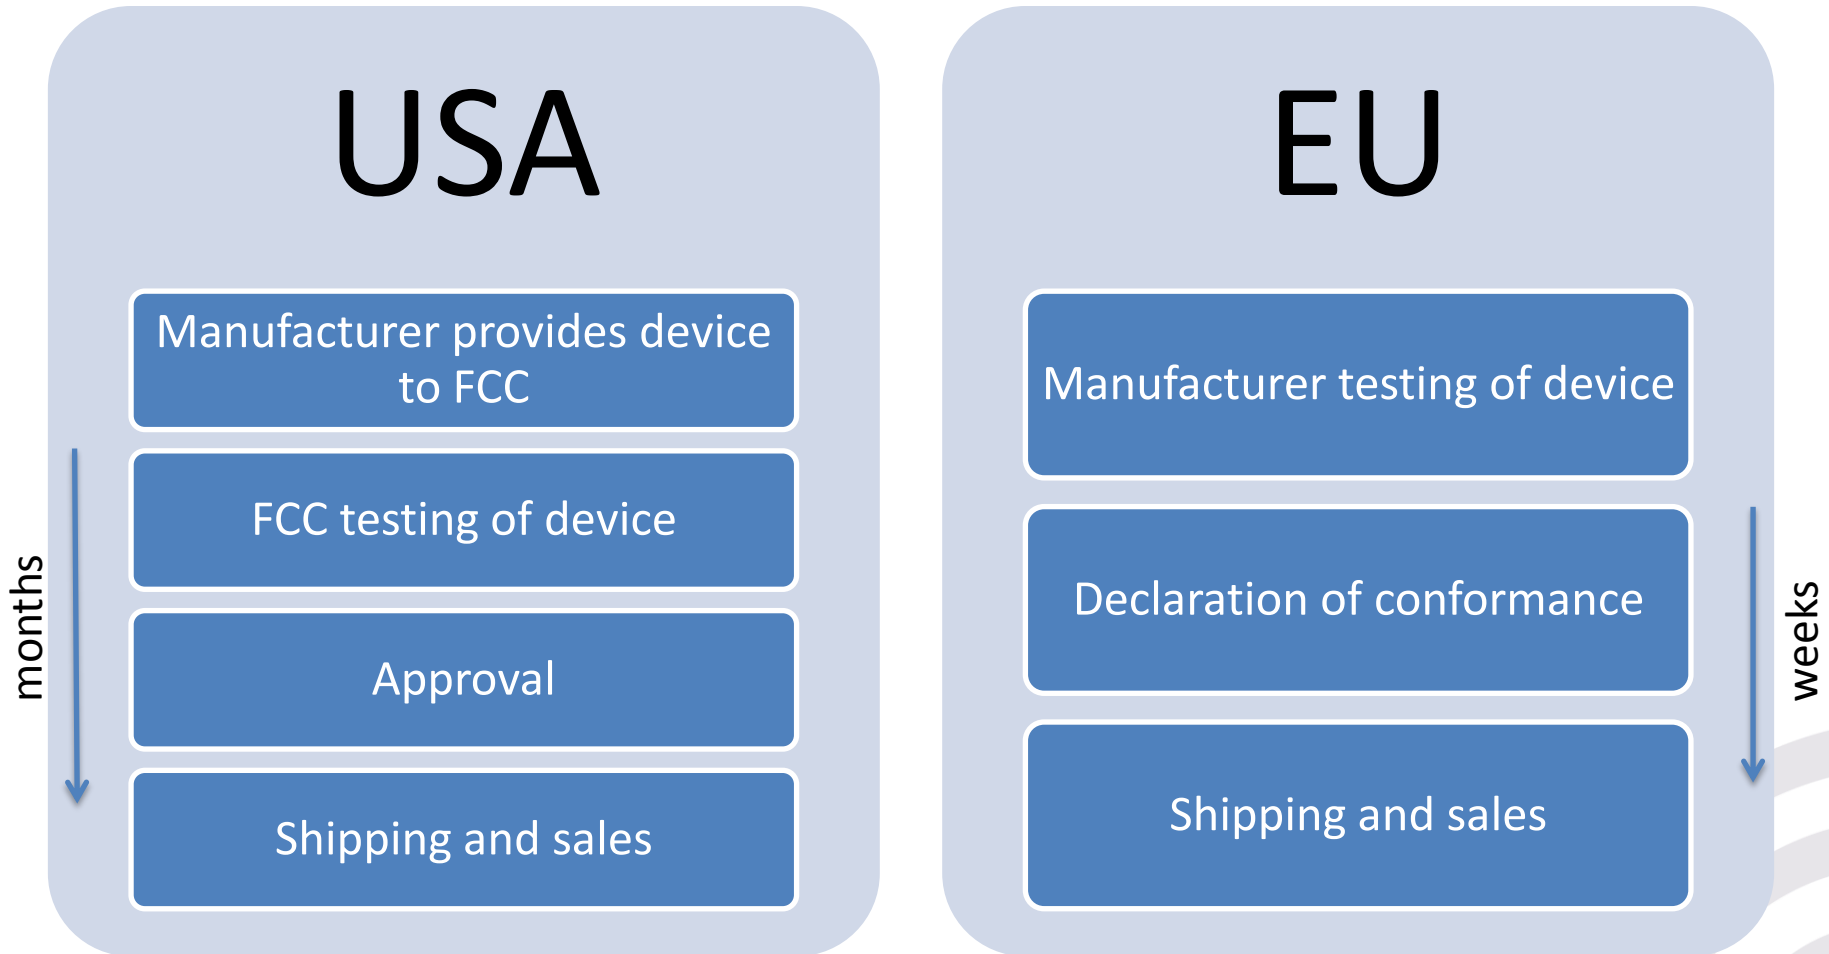 USA
Manufacturer provides device
to FCC
FCC testing of device
Approval
Shipping and sales
months
EU
Manufacturer testing of device
Declaration of conformance
Shipping and sales
weeks